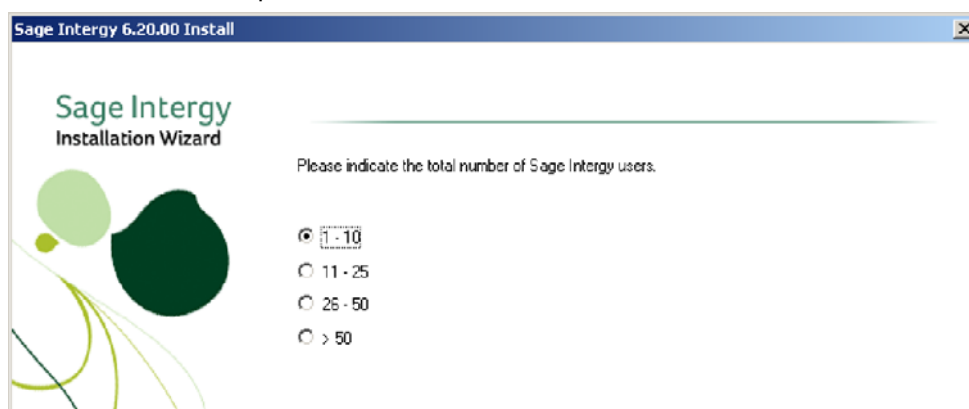 Sage Intergy 6.20.00 Install
Sage Intergy
Installation Wizard
Please indicate the total number of Sage Intergy users.
1 - 10
11 - 25
26 - 50
> 50